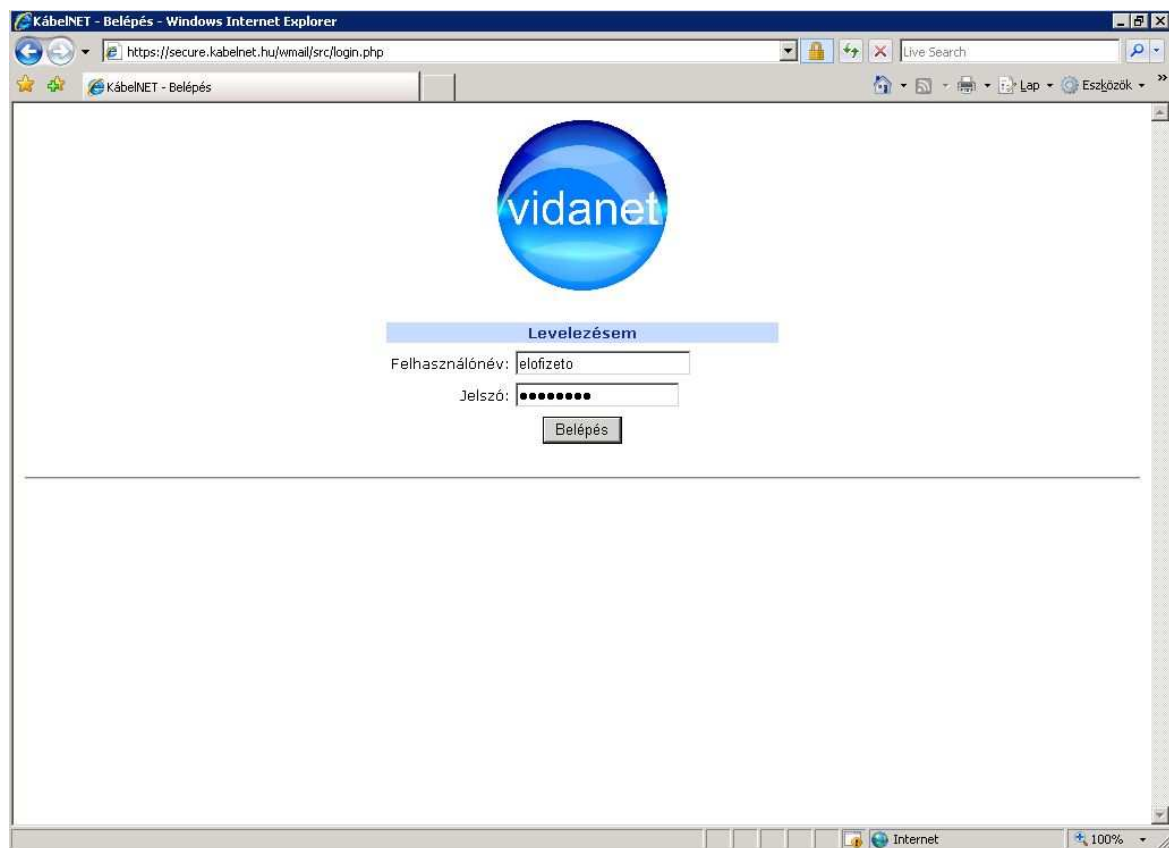 KábelNET - Belépés - Windows Internet Explorer
https://secure.kabelnet.hu/wmail/src/login.php
Live Search
KábelNET - Belépés
Lap
Eszközök
»
vidanet
Levelezésem
Felhasználónév: elofizeto
Jelszó: ●●●●●●●●
Belépés
Internet
100%